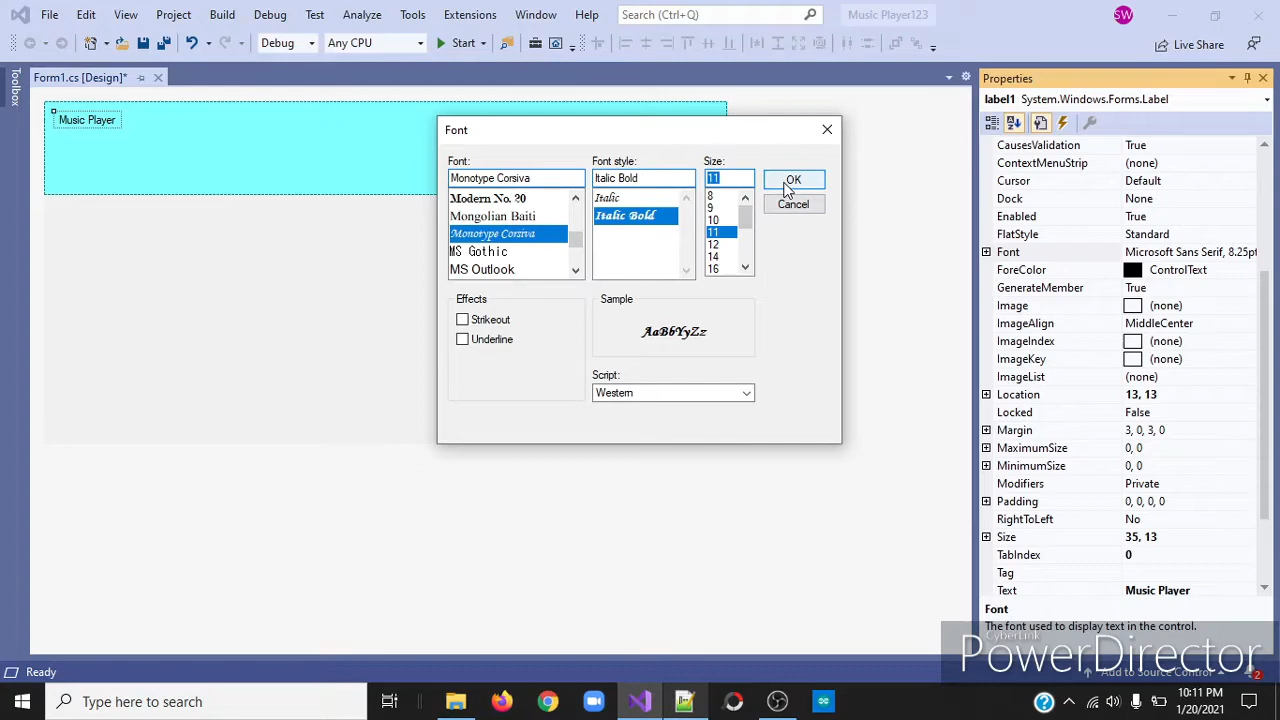 File Edit View Project Build Debug Test Analyze Tools Extensions Window Help Search (Ctrl+Q) Music Player123 SW
Debug Any CPU Start Live Share
Toolbox
Form1.cs [Design]*
Music Player
Font
Font: Font style: Size:
Monotype Corsiva Italic Bold 11 OK
Cancel
Modern No. 20 Italic 8
Mongolian Baiti Italic Bold 9
Monotype Corsiva 10
MS Gothic 11
MS Outlook 12
14
16
Effects Sample
Strikeout
Underline
AaBbYyZz
Script:
Western
Properties
label1 System.Windows.Forms.Label
CausesValidation True
ContextMenuStrip (none)
Cursor Default
Dock None
Enabled True
FlatStyle Standard
Font Microsoft Sans Serif, 8.25pt
ForeColor ControlText
GenerateMember True
Image (none)
ImageAlign MiddleCenter
ImageIndex (none)
ImageKey (none)
ImageList (none)
Location 13, 13
Locked False
Margin 3, 0, 3, 0
MaximumSize 0, 0
MinimumSize 0, 0
Modifiers Private
Padding 0, 0, 0, 0
RightToLeft No
Size 35, 13
TabIndex 0
Tag
Text Music Player
Font
The font used to display text in the control.
CyberLink
PowerDirector
Ready Add to Source Control 2
Type here to search
10:11 PM
1/20/2021